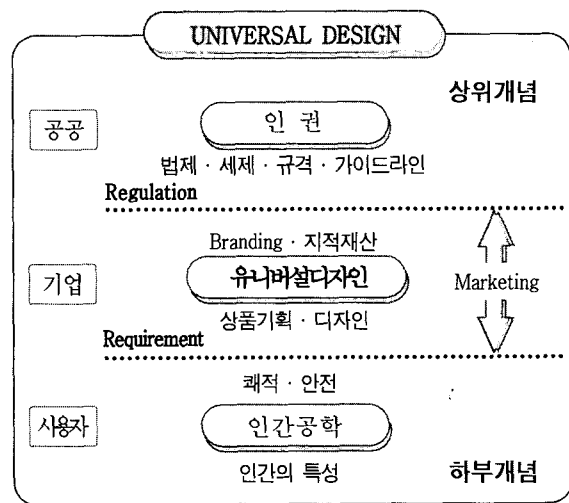 UNIVERSAL DESIGN
상위개념
공공
인 권
법제 · 세제 · 규격 · 가이드라인
Regulation
Branding · 지적재산
기업
유니버설디자인
Marketing
상품기획 · 디자인
Requirement
쾌적 · 안전
사용자
인간공학
인간의 특성
하부개념